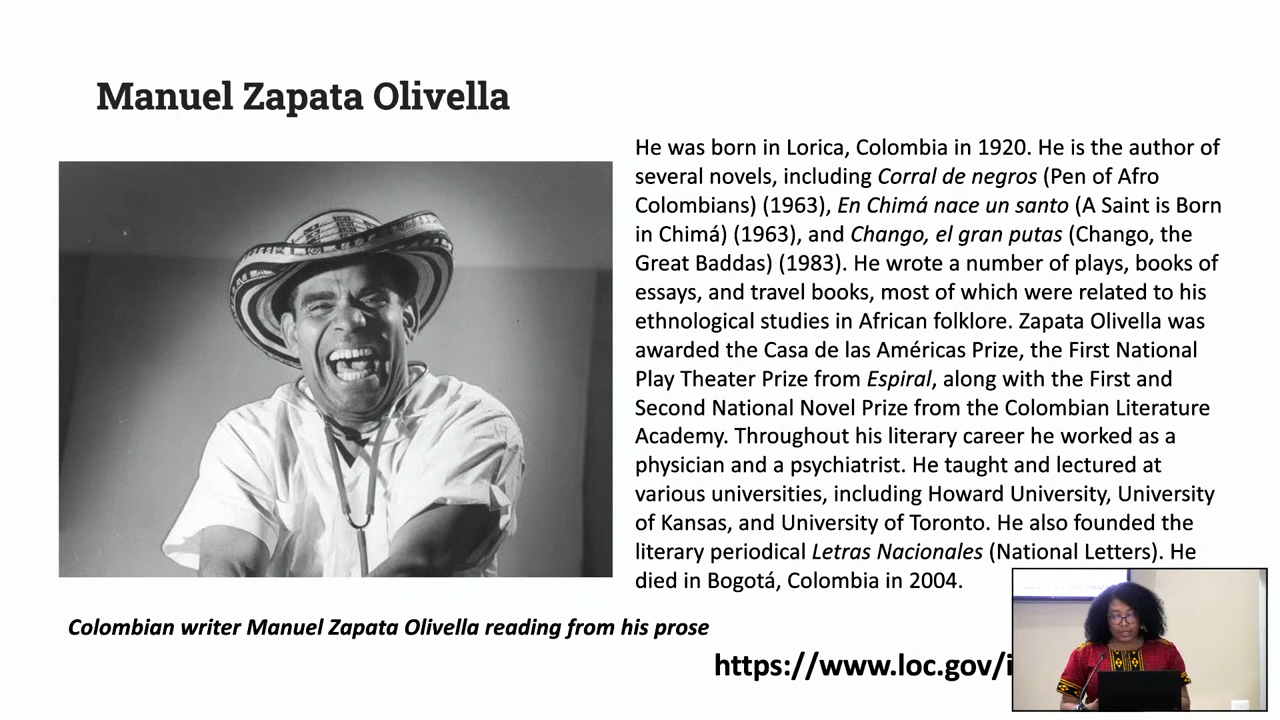 Manuel Zapata Olivella
He was born in Lorica, Colombia in 1920. He is the author of
several novels, including Corral de negros (Pen of Afro
Colombians) (1963), En Chimá nace un santo (A Saint is Born
in Chimá) (1963), and Chango, el gran putas (Chango, the
Great Baddas) (1983). He wrote a number of plays, books of
essays, and travel books, most of which were related to his
ethnological studies in African folklore. Zapata Olivella was
awarded the Casa de las Américas Prize, the First National
Play Theater Prize from Espiral, along with the First and
Second National Novel Prize from the Colombian Literature
Academy. Throughout his literary career he worked as a
physician and a psychiatrist. He taught and lectured at
various universities, including Howard University, University
of Kansas, and University of Toronto. He also founded the
literary periodical Letras Nacionales (National Letters). He
died in Bogotá, Colombia in 2004.
Colombian writer Manuel Zapata Olivella reading from his prose
https://www.loc.gov/i